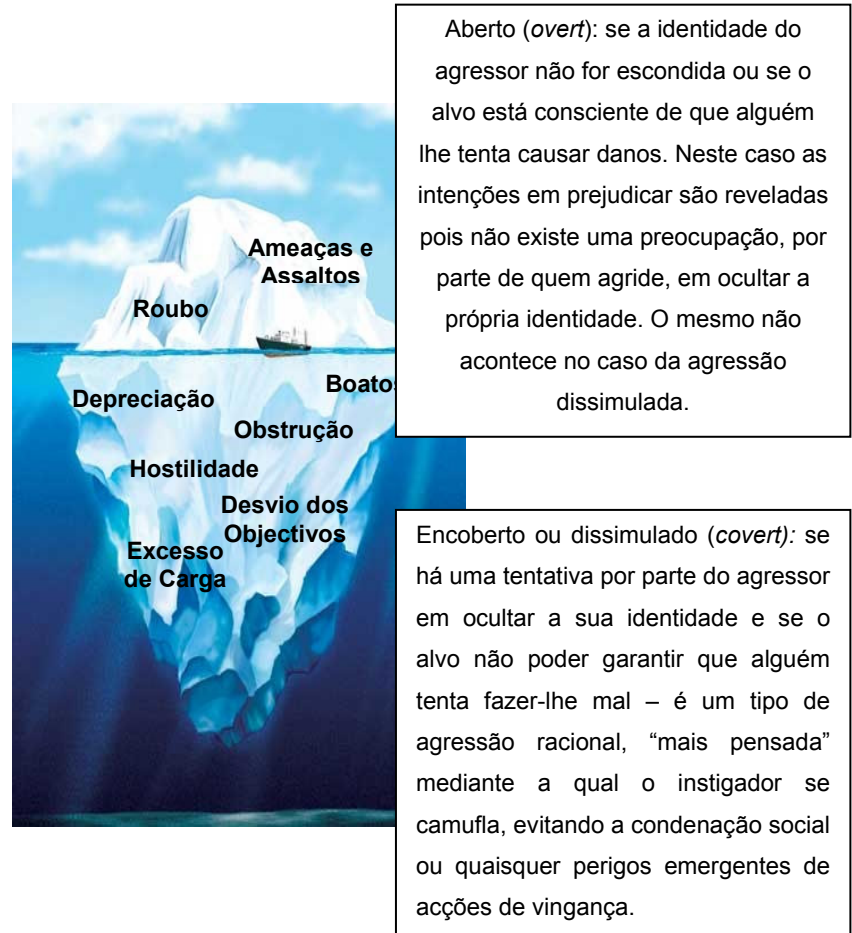 Aberto (overt): se a identidade do
agressor não for escondida ou se o
alvo está consciente de que alguém
lhe tenta causar danos. Neste caso as
intenções em prejudicar são reveladas
pois não existe uma preocupação, por
parte de quem agride, em ocultar a
própria identidade. O mesmo não
acontece no caso da agressão
dissimulada.
Ameaças e
Assaltos
Roubo
Boatos
Depreciação
Obstrução
Hostilidade
Desvio dos
Objectivos
Excesso
de Carga
Encoberto ou dissimulado (covert): se
há uma tentativa por parte do agressor
em ocultar a sua identidade e se o
alvo não poder garantir que alguém
tenta fazer-lhe mal – é um tipo de
agressão racional, “mais pensada”
mediante a qual o instigador se
camufla, evitando a condenação social
ou quaisquer perigos emergentes de
acções de vingança.